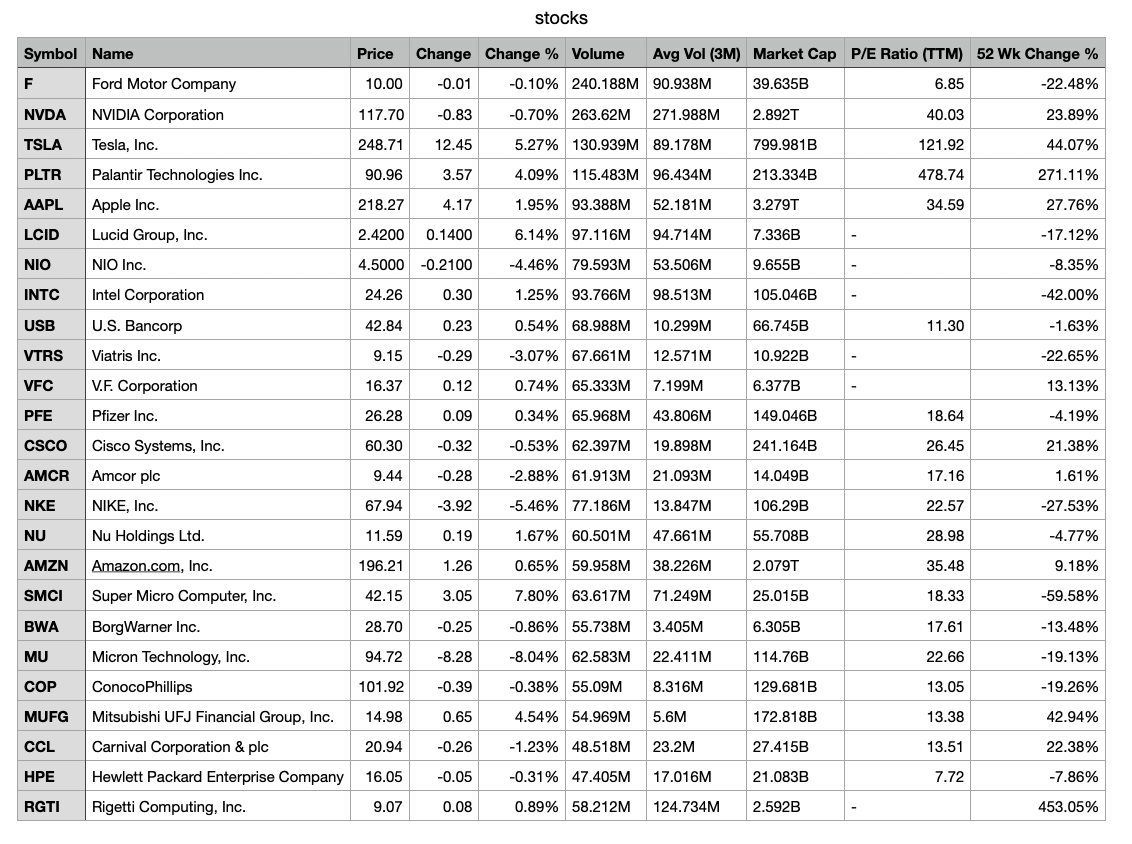 stocks
Symbol Name Price Change Change % Volume Avg Vol (3M) Market Cap P/E Ratio (TTM) 52 Wk Change %
F Ford Motor Company 10.00 -0.01 -0.10% 240.188M 90.938M 39.635B 6.85 -22.48%
NVDA NVIDIA Corporation 117.70 -0.83 -0.70% 263.62M 271.988M 2.892T 40.03 23.89%
TSLA Tesla, Inc. 248.71 12.45 5.27% 130.939M 89.178M 799.981B 121.92 44.07%
PLTR Palantir Technologies Inc. 90.96 3.57 4.09% 115.483M 96.434M 213.334B 478.74 271.11%
AAPL Apple Inc. 218.27 4.17 1.95% 93.388M 52.181M 3.279T 34.59 27.76%
LCID Lucid Group, Inc. 2.4200 0.1400 6.14% 97.116M 94.714M 7.336B - -17.12%
NIO NIO Inc. 4.5000 -0.2100 -4.46% 79.593M 53.506M 9.655B - -8.35%
INTC Intel Corporation 24.26 0.30 1.25% 93.766M 98.513M 105.046B - -42.00%
USB U.S. Bancorp 42.84 0.23 0.54% 68.988M 10.299M 66.745B 11.30 -1.63%
VTRS Viatris Inc. 9.15 -0.29 -3.07% 67.661M 12.571M 10.922B - -22.65%
VFC V.F. Corporation 16.37 0.12 0.74% 65.333M 7.199M 6.377B - 13.13%
PFE Pfizer Inc. 26.28 0.09 0.34% 65.968M 43.806M 149.046B 18.64 -4.19%
CSCO Cisco Systems, Inc. 60.30 -0.32 -0.53% 62.397M 19.898M 241.164B 26.45 21.38%
AMCR Amcor plc 9.44 -0.28 -2.88% 61.913M 21.093M 14.049B 17.16 1.61%
NKE NIKE, Inc. 67.94 -3.92 -5.46% 77.186M 13.847M 106.29B 22.57 -27.53%
NU Nu Holdings Ltd. 11.59 0.19 1.67% 60.501M 47.661M 55.708B 28.98 -4.77%
AMZN Amazon.com, Inc. 196.21 1.26 0.65% 59.958M 38.226M 2.079T 35.48 9.18%
SMCI Super Micro Computer, Inc. 42.15 3.05 7.80% 63.617M 71.249M 25.015B 18.33 -59.58%
BWA BorgWarner Inc. 28.70 -0.25 -0.86% 55.738M 3.405M 6.305B 17.61 -13.48%
MU Micron Technology, Inc. 94.72 -8.28 -8.04% 62.583M 22.411M 114.76B 22.66 -19.13%
COP ConocoPhillips 101.92 -0.39 -0.38% 55.09M 8.316M 129.681B 13.05 -19.26%
MUFG Mitsubishi UFJ Financial Group, Inc. 14.98 0.65 4.54% 54.969M 5.6M 172.818B 13.38 42.94%
CCL Carnival Corporation & plc 20.94 -0.26 -1.23% 48.518M 23.2M 27.415B 13.51 22.38%
HPE Hewlett Packard Enterprise Company 16.05 -0.05 -0.31% 47.405M 17.016M 21.083B 7.72 -7.86%
RGTI Rigetti Computing, Inc. 9.07 0.08 0.89% 58.212M 124.734M 2.592B - 453.05%